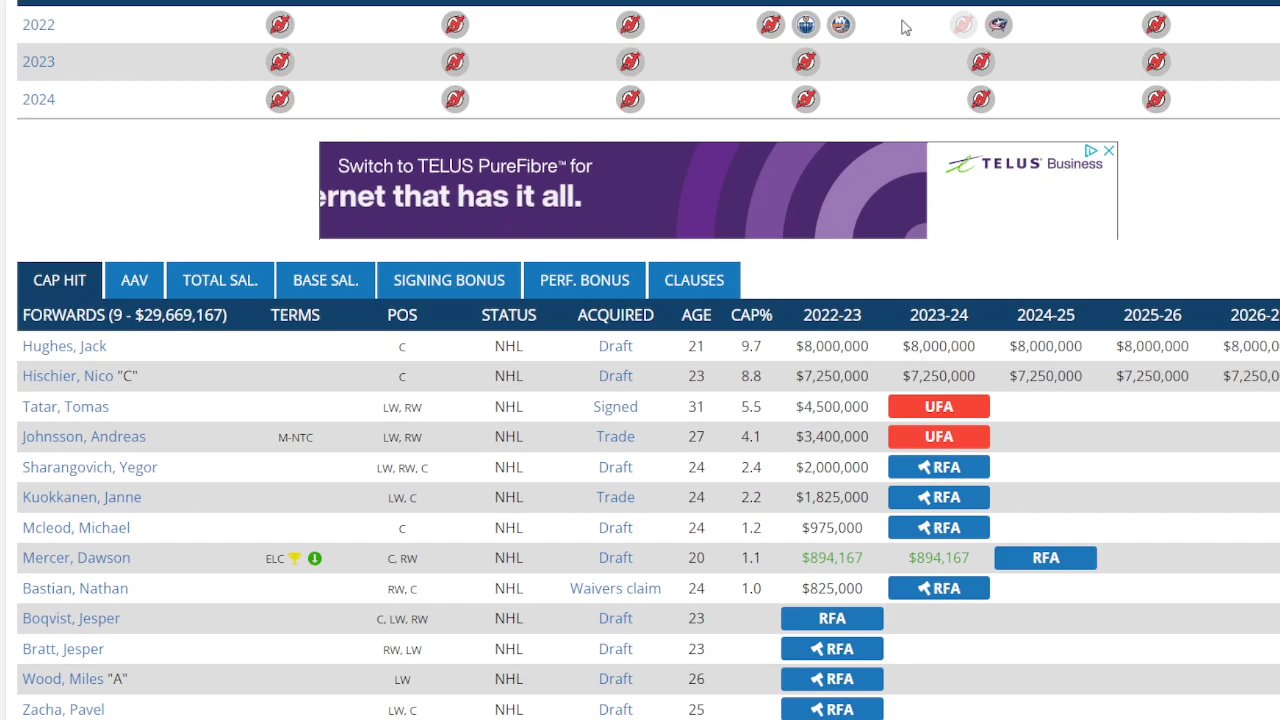 2022
2023
2024
Switch to TELUS PureFibre™ for
ernet that has it all.
TELUS® Business
CAP HIT AAV TOTAL SAL. BASE SAL. SIGNING BONUS PERF. BONUS CLAUSES
FORWARDS (9 - $29,669,167) TERMS POS STATUS ACQUIRED AGE CAP% 2022-23 2023-24 2024-25 2025-26 2026-2
Hughes, Jack C NHL Draft 21 9.7 $8,000,000 $8,000,000 $8,000,000 $8,000,000 $8,000,0
Hischier, Nico "C" C NHL Draft 23 8.8 $7,250,000 $7,250,000 $7,250,000 $7,250,000 $7,250,0
Tatar, Tomas LW, RW NHL Signed 31 5.5 $4,500,000 UFA
Johnsson, Andreas M-NTC LW, RW NHL Trade 27 4.1 $3,400,000 UFA
Sharangovich, Yegor LW, RW, C NHL Draft 24 2.4 $2,000,000 RFA
Kuokkanen, Janne LW, C NHL Trade 24 2.2 $1,825,000 RFA
Mcleod, Michael C NHL Draft 24 1.2 $975,000 RFA
Mercer, Dawson ELC C, RW NHL Draft 20 1.1 $894,167 $894,167 RFA
Bastian, Nathan RW, C NHL Waivers claim 24 1.0 $825,000 RFA
Boqvist, Jesper C, LW, RW NHL Draft 23 RFA
Bratt, Jesper RW, LW NHL Draft 23 RFA
Wood, Miles "A" LW NHL Draft 26 RFA
Zacha, Pavel LW, C NHL Draft 25 RFA